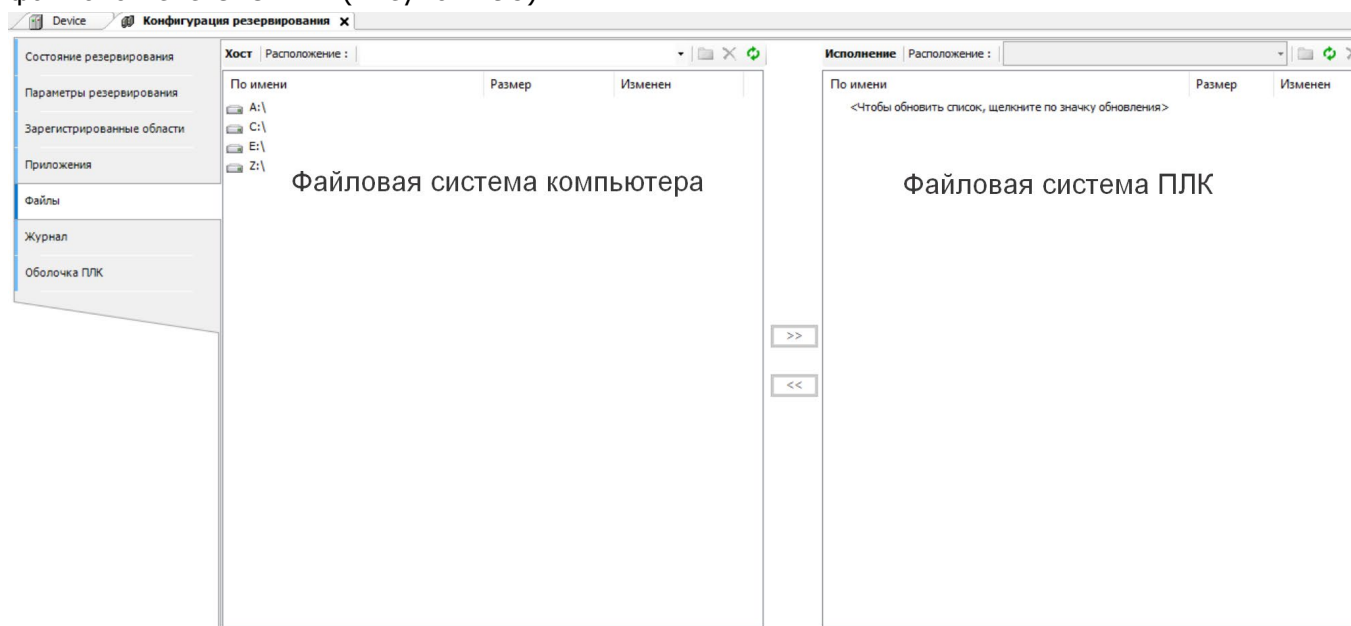 Device Конфигурация резервирования x
Состояние резервирования
Параметры резервирования
Зарегистрированные области
Приложения
Файлы
Журнал
Оболочка ПЛК
Хост Расположение :
По имени Размер Изменен
A:\
C:\
E:\
Z:\
Файловая система компьютера
>>
<<
Исполнение Расположение :
По имени Размер Изменен
<Чтобы обновить список, щелкните по значку обновления>
Файловая система ПЛК